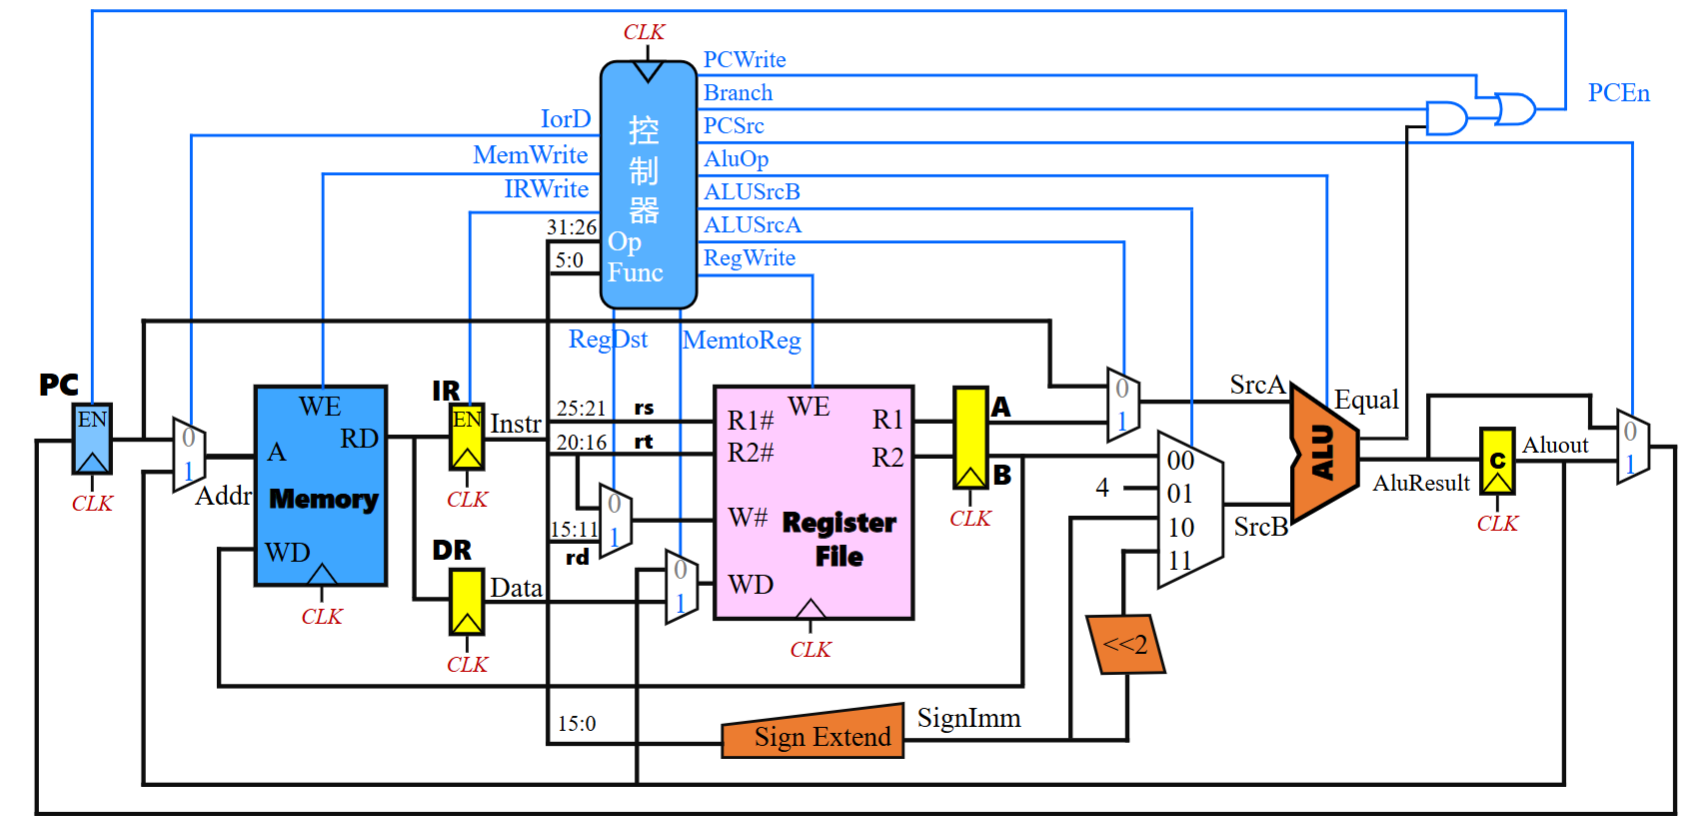 CLK
PCWrite
Branch
PCEn
IorD
控
制
器
PCSrc
MemWrite
AluOp
IRWrite
ALUSrcB
31:26
Op
ALUSrcA
5:0
Func
RegWrite
RegDst
MemtoReg
PC
EN
CLK
0
1
Addr
WE
RD
A
Memory
WD
CLK
IR
EN
Instr
CLK
DR
Data
CLK
25:21 rs
20:16 rt
0
15:11
1
rd
0
1
R1#
WE
R1
R2#
R2
W#
Register
File
WD
CLK
A
B
CLK
0
1
SrcA
4
00
01
10
11
SrcB
<<2
ALU
Equal
AluResult
C
Aluout
CLK
0
1
15:0
Sign Extend
SignImm